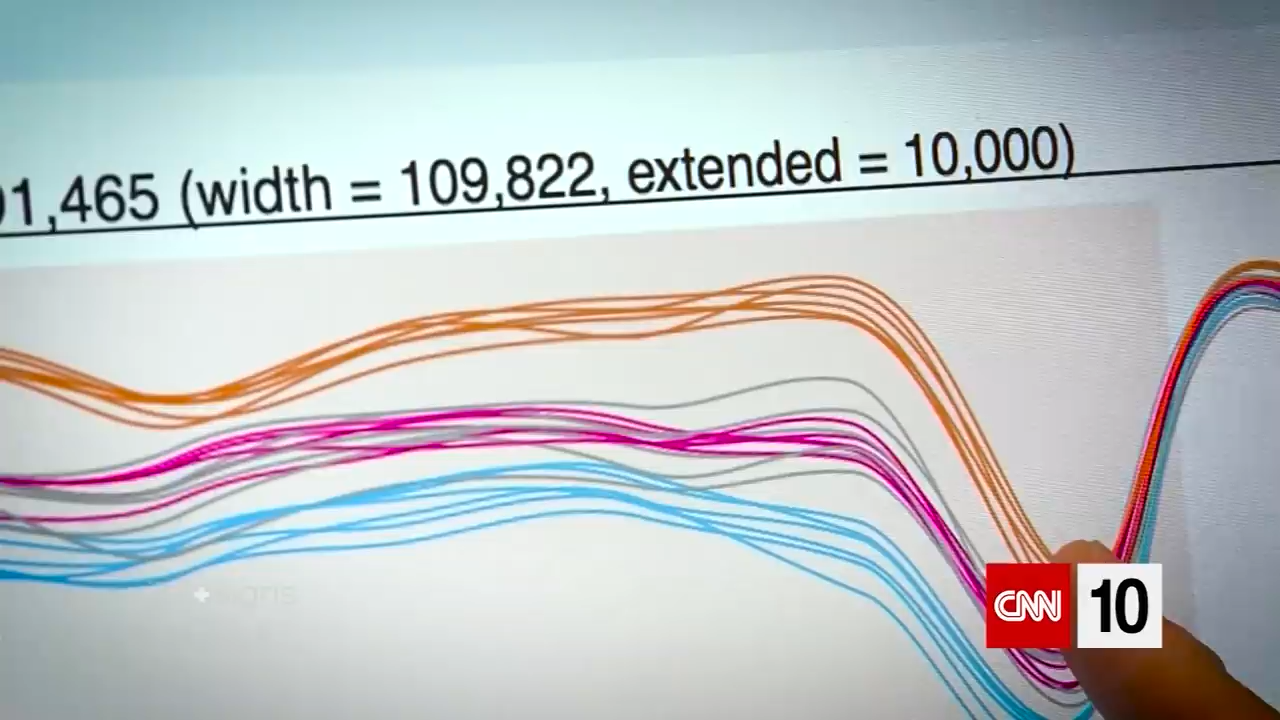 1,465 (width = 109,822, extended = 10,000)
CNN 10